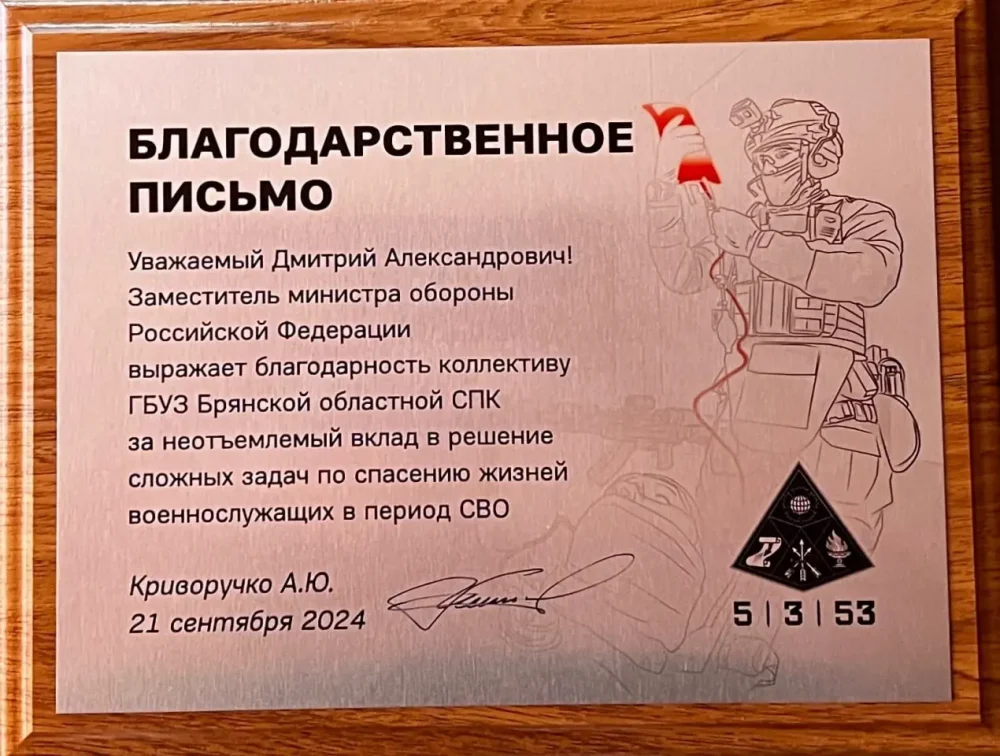 БЛАГОДАРСТВЕННОЕ
ПИСЬМО
Уважаемый Дмитрий Александрович!
Заместитель министра обороны
Российской Федерации
выражает благодарность коллективу
ГБУЗ Брянской областной СПК
за неотъемлемый вклад в решение
сложных задач по спасению жизней
военнослужащих в период СВО
Криворучко А.Ю.
21 сентября 2024
Z
5 | 3 | 53